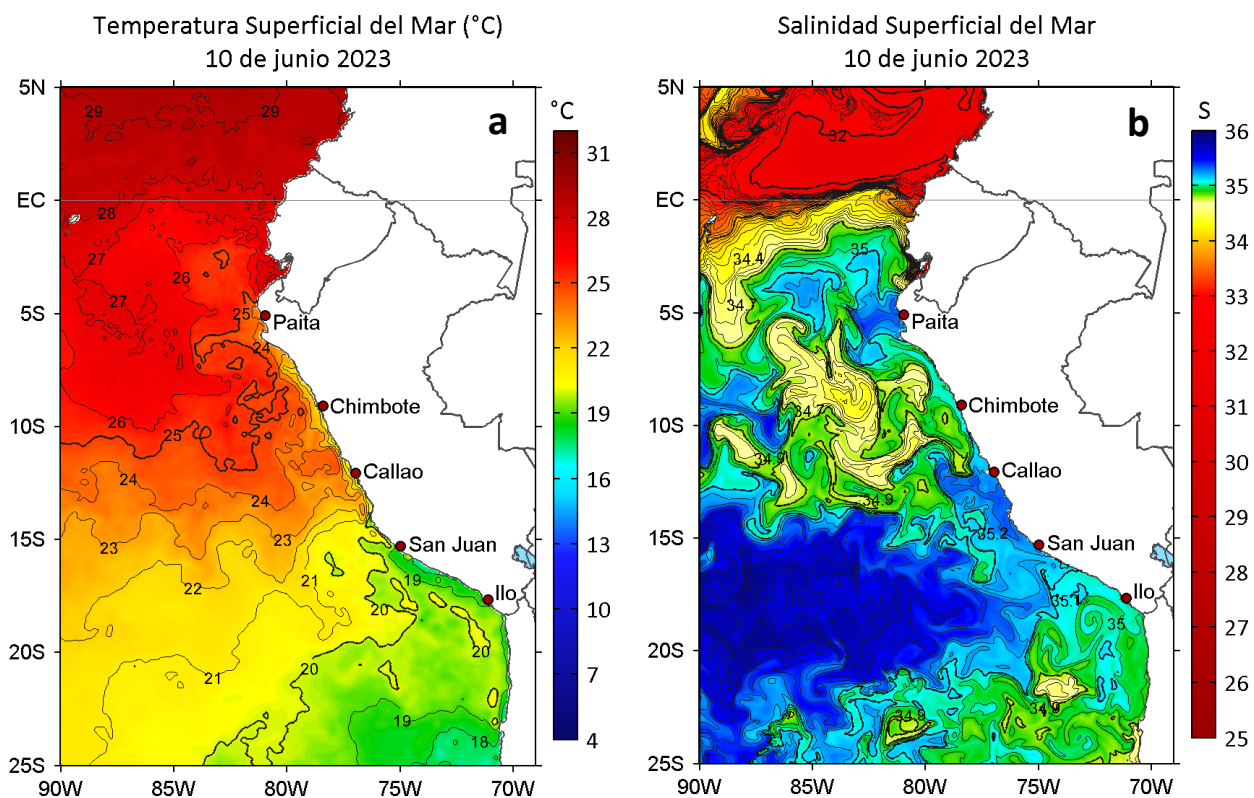 Temperatura Superficial del Mar (°C)
10 de junio 2023
5N
EC
5S
10S
15S
20S
25S
90W
85W
80W
75W
70W
a
°C
31
28
25
22
19
16
13
10
7
4
29
29
28
27
26
27
25
24
26
25
24
24
23
23
22
21
21
20
20
20
19
19
18
Paita
Chimbote
Callao
San Juan
Ilo
Salinidad Superficial del Mar
10 de junio 2023
5N
EC
5S
10S
15S
20S
25S
90W
85W
80W
75W
70W
b
S
36
35
34
33
32
31
30
29
28
27
26
25
32
35
34.4
34
34.7
34.9
34.9
35.2
35.1
35
34.9
34.9
Paita
Chimbote
Callao
San Juan
Ilo